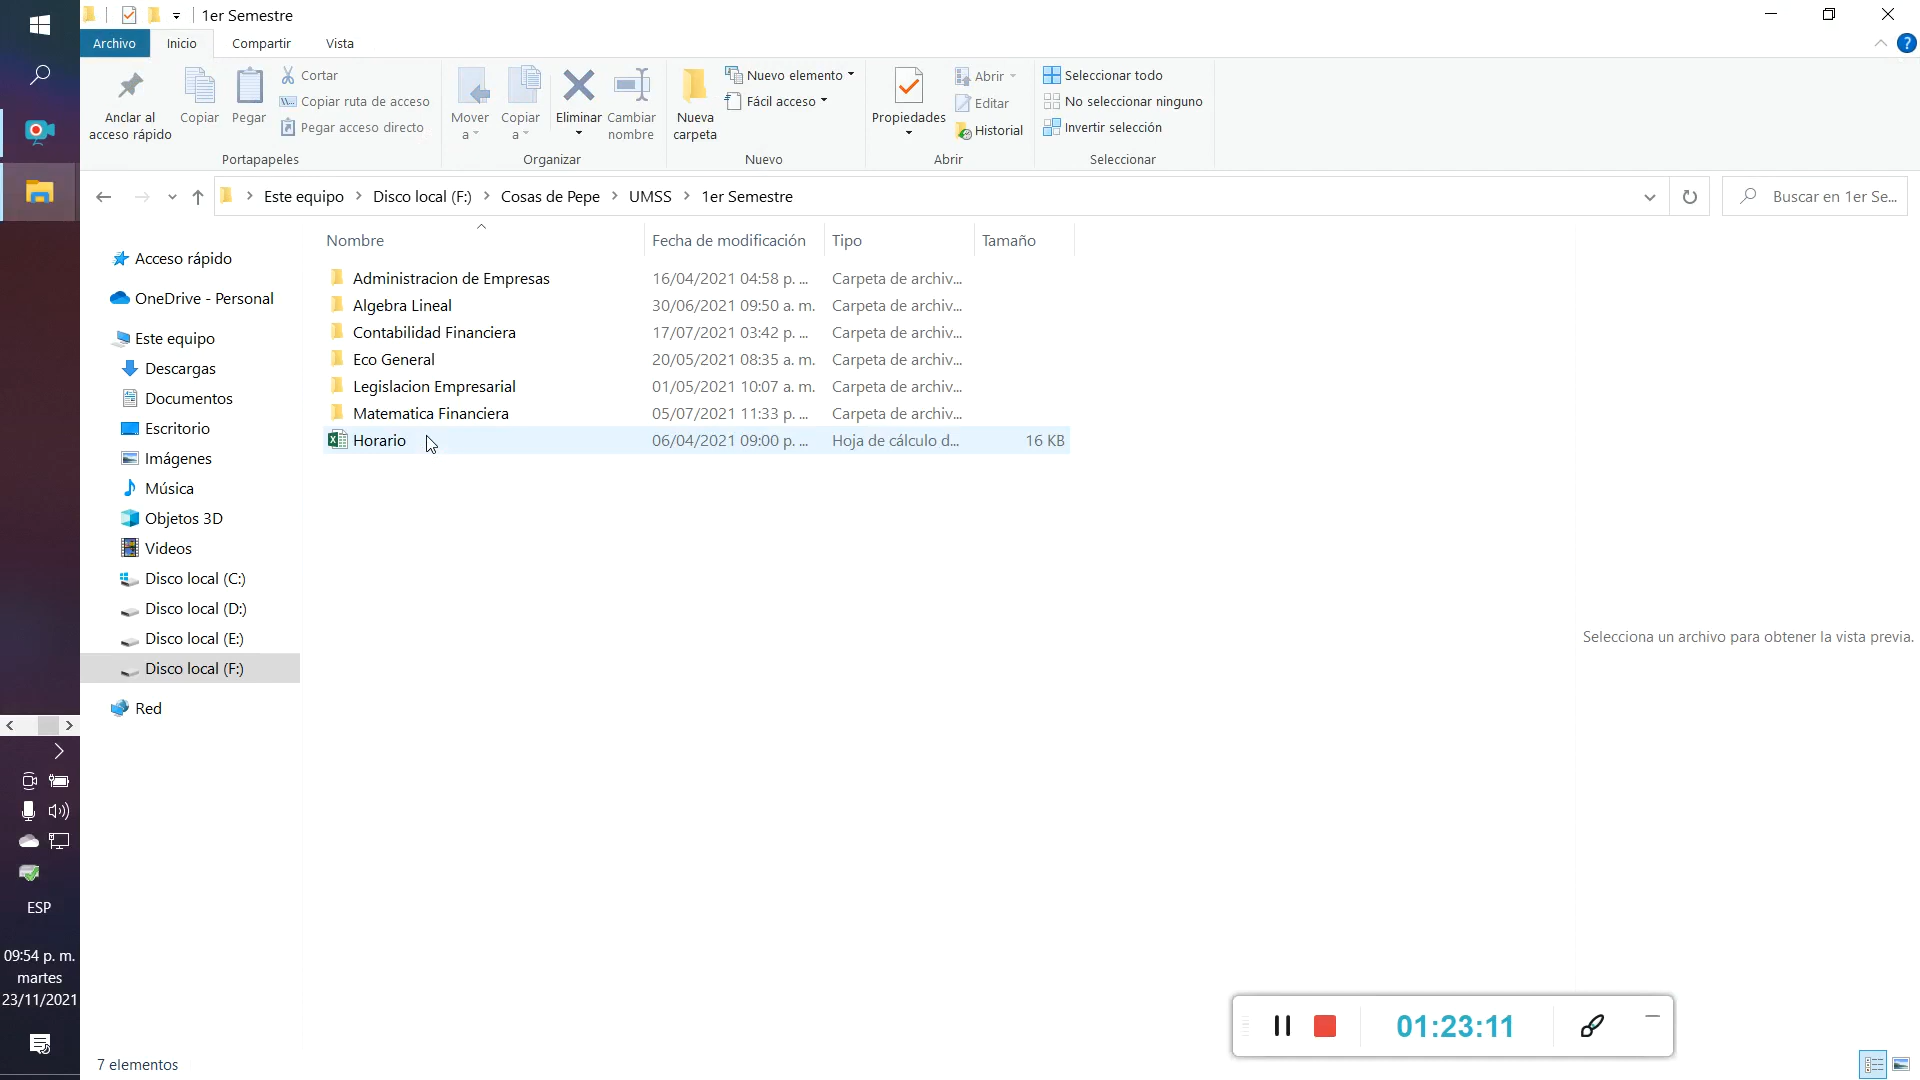 1er Semestre
Archivo Inicio Compartir Vista
Anclar al acceso rápido
Copiar
Pegar
Cortar
Copiar ruta de acceso
Pegar acceso directo
Portapapeles
Mover a
Copiar a
Eliminar
Cambiar nombre
Organizar
Nueva carpeta
Nuevo elemento
Fácil acceso
Nuevo
Propiedades
Abrir
Editar
Historial
Abrir
Seleccionar todo
No seleccionar ninguno
Invertir selección
Seleccionar
Este equipo > Disco local (F:) > Cosas de Pepe > UMSS > 1er Semestre
Buscar en 1er Se...
Acceso rápido
OneDrive - Personal
Este equipo
Descargas
Documentos
Escritorio
Imágenes
Música
Objetos 3D
Videos
Disco local (C:)
Disco local (D:)
Disco local (E:)
Disco local (F:)
Red
Nombre Fecha de modificación Tipo Tamaño
Administracion de Empresas 16/04/2021 04:58 p. ... Carpeta de archiv...
Algebra Lineal 30/06/2021 09:50 a. m. Carpeta de archiv...
Contabilidad Financiera 17/07/2021 03:42 p. ... Carpeta de archiv...
Eco General 20/05/2021 08:35 a. m. Carpeta de archiv...
Legislacion Empresarial 01/05/2021 10:07 a. m. Carpeta de archiv...
Matematica Financiera 05/07/2021 11:33 p. ... Carpeta de archiv...
Horario 06/04/2021 09:00 p. ... Hoja de cálculo d... 16 KB
Selecciona un archivo para obtener la vista previa.
ESP
09:54 p. m.
martes
23/11/2021
01:23:11
7 elementos